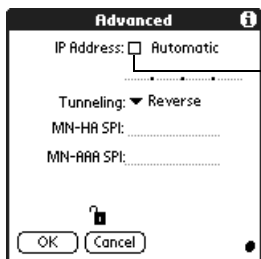 Advanced
IP Address: Automatic
Tunneling: Reverse
MN-HA SPI:
MN-AAA SPI:
OK Cancel